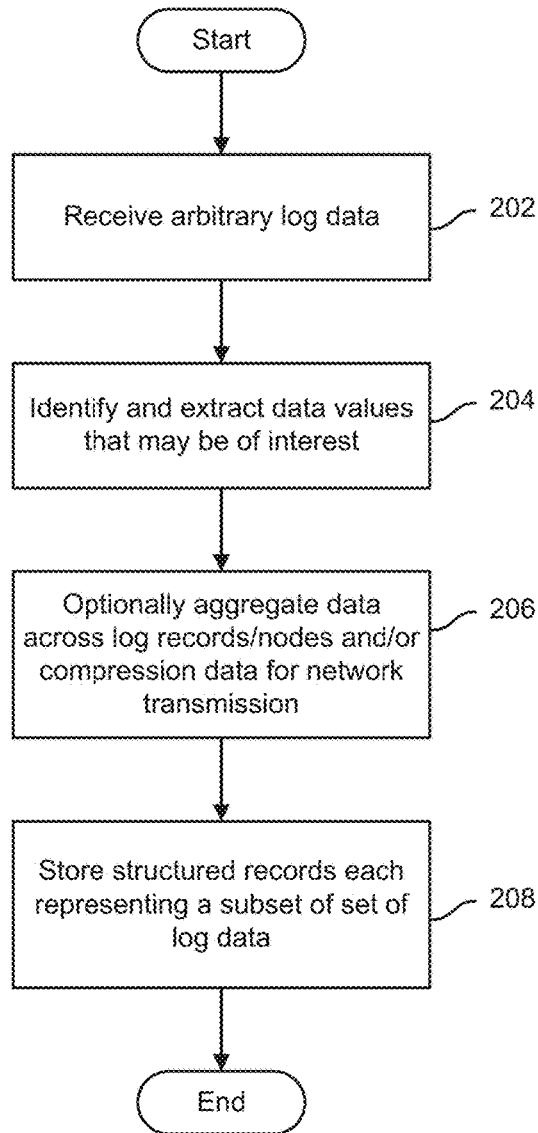 Start
Receive arbitrary log data
202
Identify and extract data values
that may be of interest
204
Optionally aggregate data
across log records/nodes and/or
compression data for network
transmission
206
Store structured records each
representing a subset of set of
log data
208
End